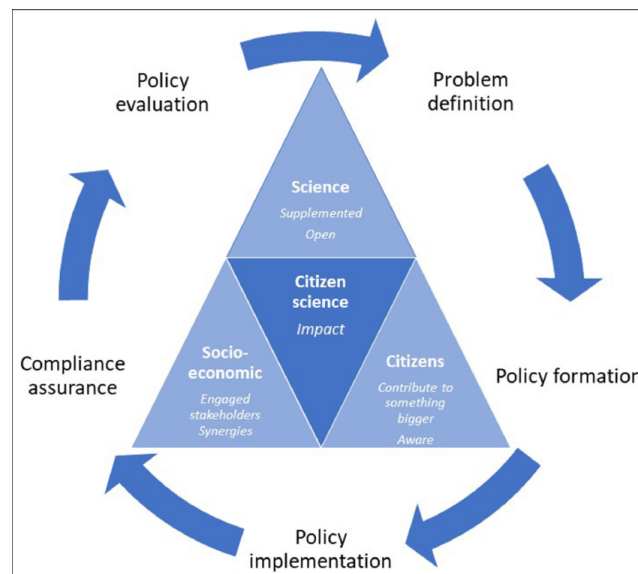 Policy
evaluation
Problem
definition
Science
Supplemented
Open
Citizen
science
Impact
Socio-
economic
Engaged
stakeholders
Synergies
Citizens
Contribute to
something
bigger
Aware
Compliance
assurance
Policy formation
Policy
implementation